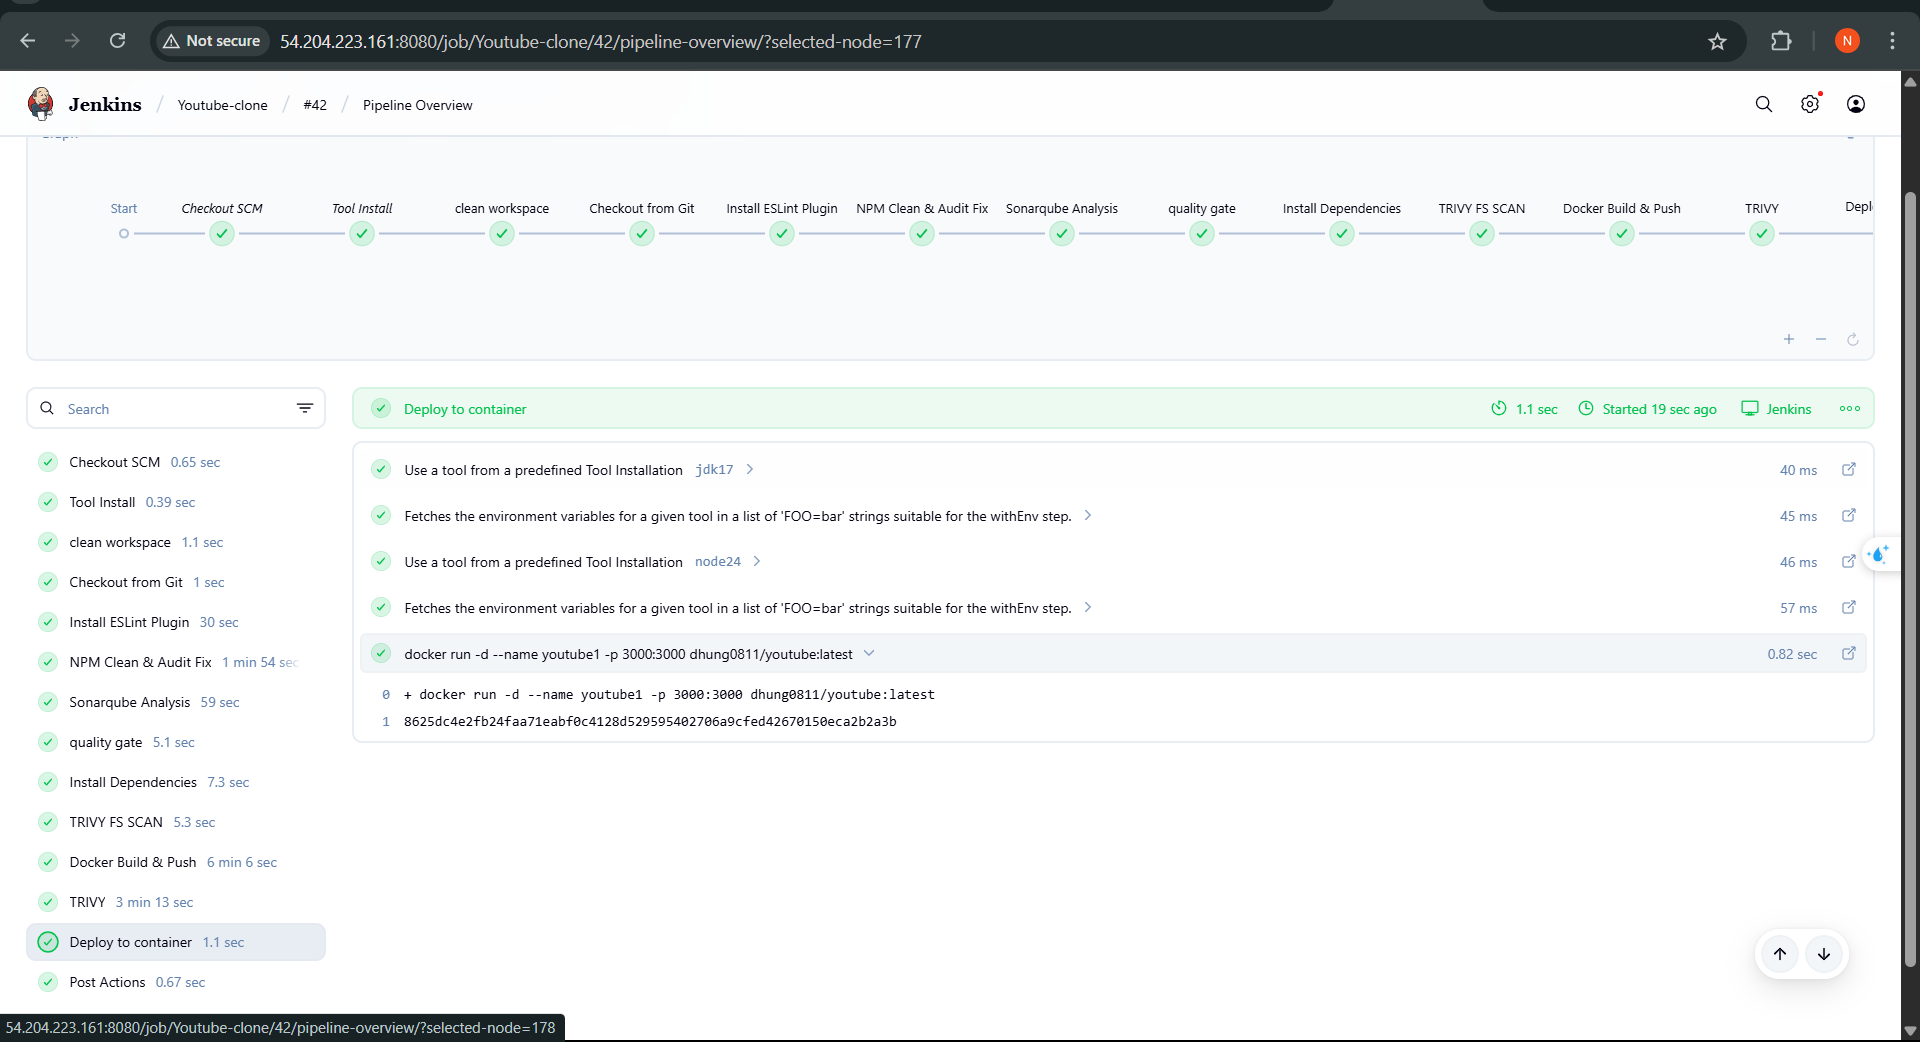 Not secure
54.204.223.161:8080/job/Youtube-clone/42/pipeline-overview/?selected-node=177
N
Jenkins / Youtube-clone / #42 / Pipeline Overview
Start
Checkout SCM
Tool Install
clean workspace
Checkout from Git
Install ESLint Plugin
NPM Clean & Audit Fix
Sonarqube Analysis
quality gate
Install Dependencies
TRIVY FS SCAN
Docker Build & Push
TRIVY
Search
Checkout SCM 0.65 sec
Tool Install 0.39 sec
clean workspace 1.1 sec
Checkout from Git 1 sec
Install ESLint Plugin 30 sec
NPM Clean & Audit Fix 1 min 54 sec
Sonarqube Analysis 59 sec
quality gate 5.1 sec
Install Dependencies 7.3 sec
TRIVY FS SCAN 5.3 sec
Docker Build & Push 6 min 6 sec
TRIVY 3 min 13 sec
Deploy to container 1.1 sec
Post Actions 0.67 sec
Deploy to container 1.1 sec Started 19 sec ago Jenkins
Use a tool from a predefined Tool Installation jdk17 40 ms
Fetches the environment variables for a given tool in a list of 'FOO=bar' strings suitable for the withEnv step. 45 ms
Use a tool from a predefined Tool Installation node24 46 ms
Fetches the environment variables for a given tool in a list of 'FOO=bar' strings suitable for the withEnv step. 57 ms
docker run -d --name youtube1 -p 3000:3000 dhung0811/youtube:latest 0.82 sec
0 + docker run -d --name youtube1 -p 3000:3000 dhung0811/youtube:latest
1 8625dc4e2fb24faa71eabf0c4128d529595402706a9cfed42670150eca2b2a3b
54.204.223.161:8080/job/Youtube-clone/42/pipeline-overview/?selected-node=178